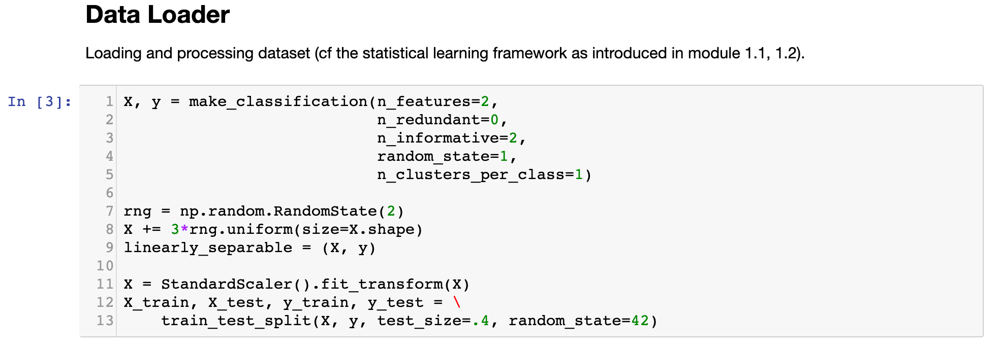 Data Loader
Loading and processing dataset (cf the statistical learning framework as introduced in module 1.1, 1.2).
In [3]:
1 X, y = make_classification(n_features=2,
2                            n_redundant=0,
3                            n_informative=2,
4                            random_state=1,
5                            n_clusters_per_class=1)
6
7 rng = np.random.RandomState(2)
8 X += 3*rng.uniform(size=X.shape)
9 linearly_separable = (X, y)
10
11 X = StandardScaler().fit_transform(X)
12 X_train, X_test, y_train, y_test = \
13     train_test_split(X, y, test_size=.4, random_state=42)